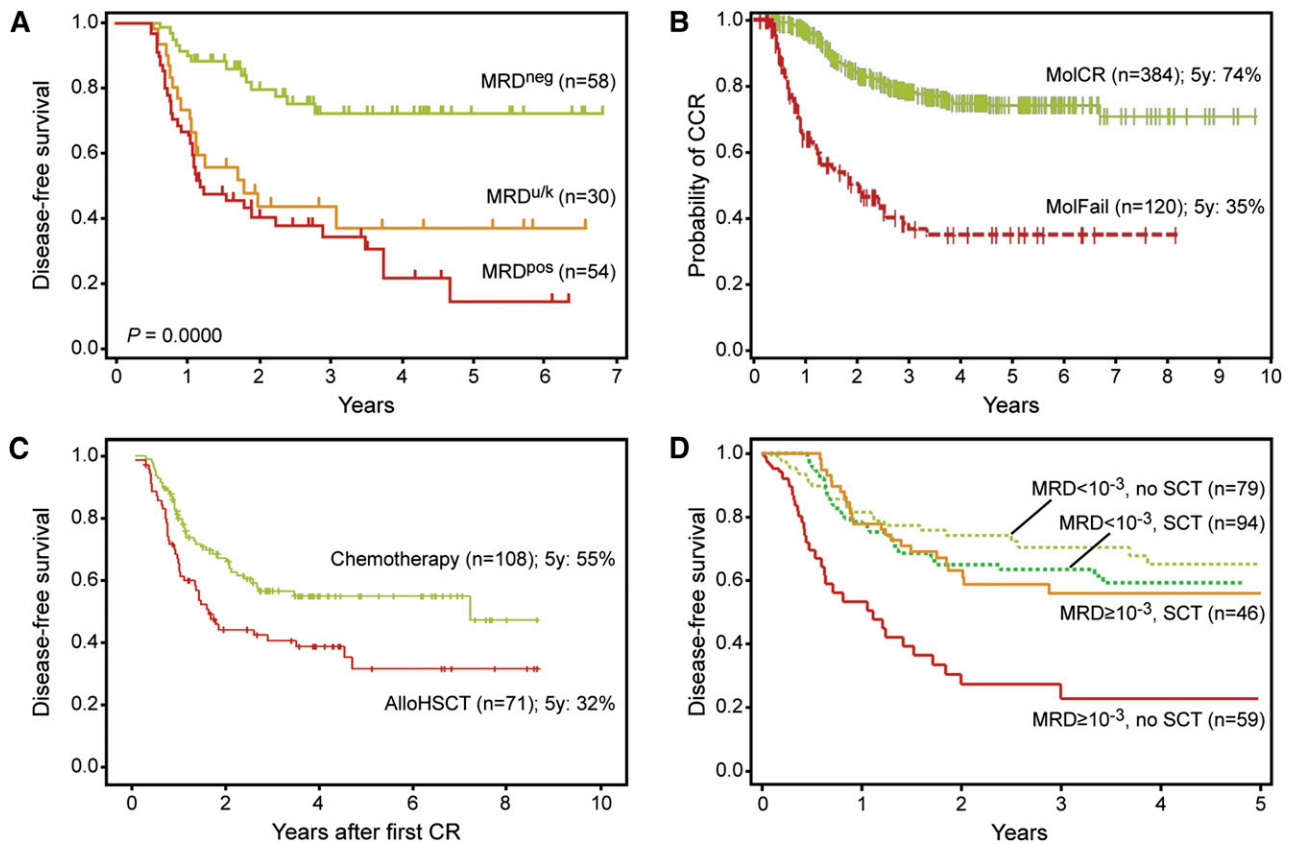 A
Disease-free survival
1.0
0.8
0.6
0.4
0.2
0.0
MRDneg (n=58)
MRDu/k (n=30)
MRDpos (n=54)
P = 0.0000
0 1 2 3 4 5 6 7
Years
B
Probability of CCR
1.0
0.8
0.6
0.4
0.2
0.0
MolCR (n=384); 5y: 74%
MolFail (n=120); 5y: 35%
0 1 2 3 4 5 6 7 8 9 10
Years
C
Disease-free survival
1.0
0.8
0.6
0.4
0.2
0.0
Chemotherapy (n=108); 5y: 55%
AlloHSCT (n=71); 5y: 32%
0 2 4 6 8 10
Years after first CR
D
Disease-free survival
1.0
0.8
0.6
0.4
0.2
0.0
MRD<10-3, no SCT (n=79)
MRD<10-3, SCT (n=94)
MRD≥10-3, SCT (n=46)
MRD≥10-3, no SCT (n=59)
0 1 2 3 4 5
Years